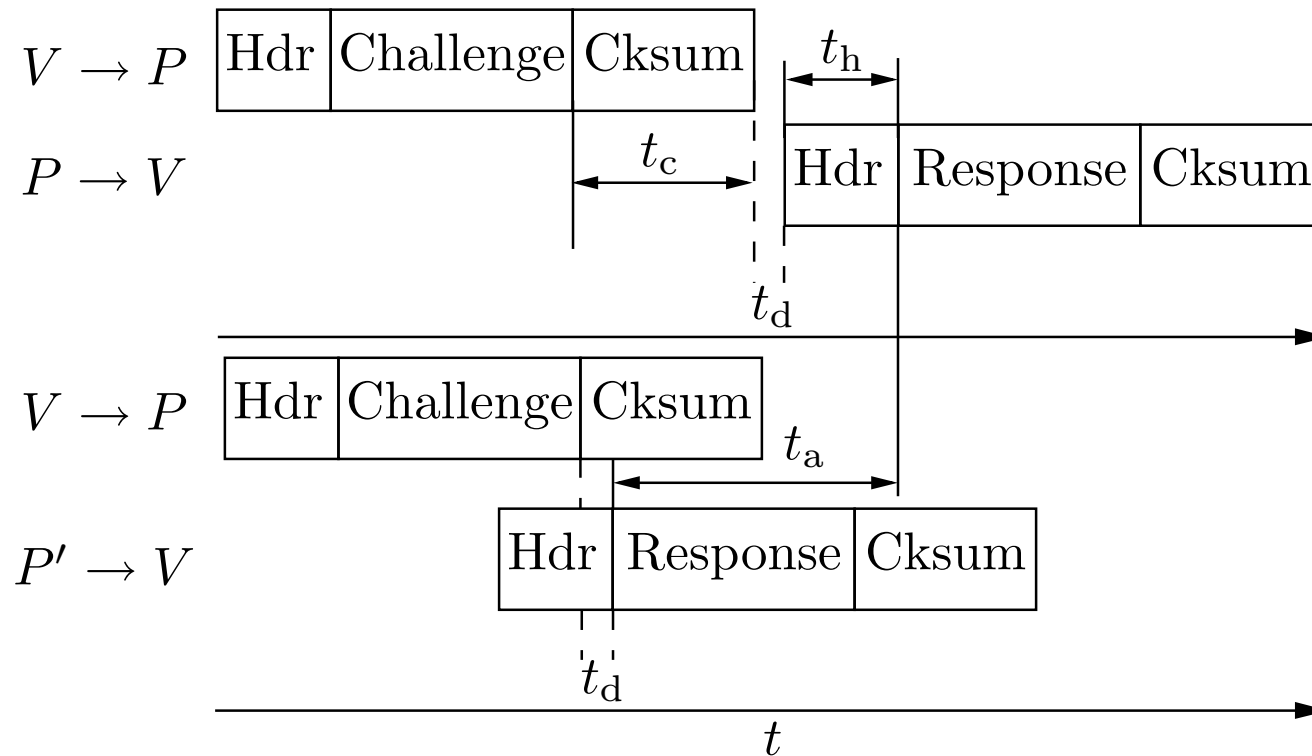 V → P Hdr Challenge Cksum
t_h
t_c
P → V Hdr Response Cksum
t_d
V → P Hdr Challenge Cksum
t_a
P′ → V Hdr Response Cksum
t_d
t